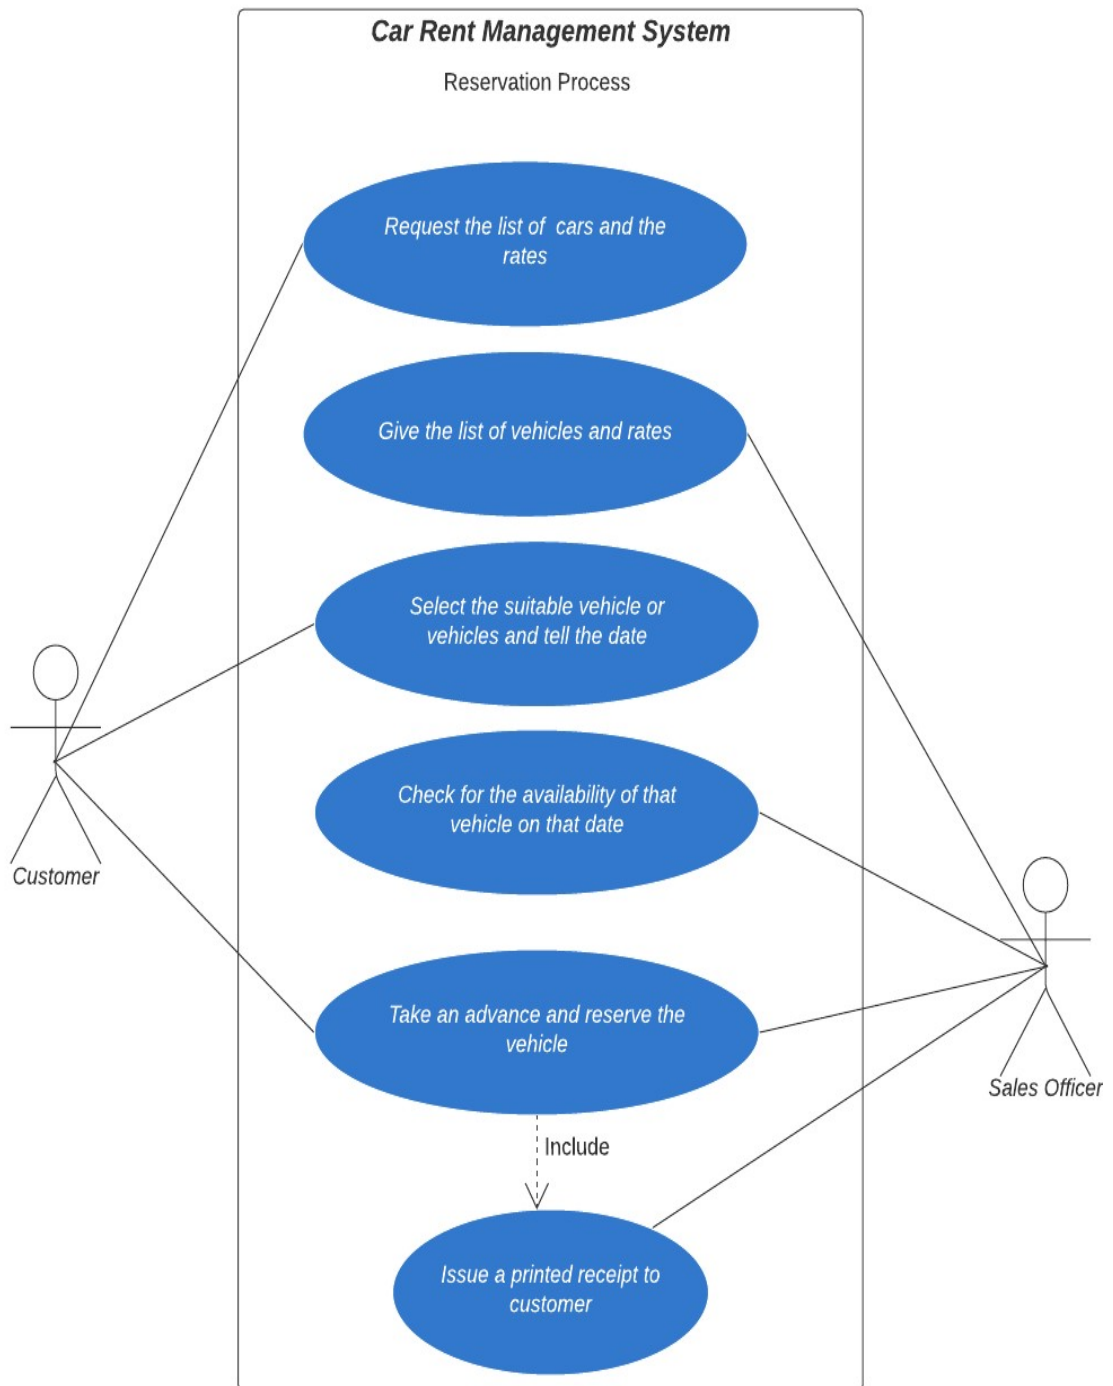 Car Rent Management System
Reservation Process
Request the list of cars and the
rates
Give the list of vehicles and rates
Select the suitable vehicle or
vehicles and tell the date
Check for the availability of that
vehicle on that date
Customer
Take an advance and reserve the
vehicle
Sales Officer
Include
Issue a printed receipt to
customer